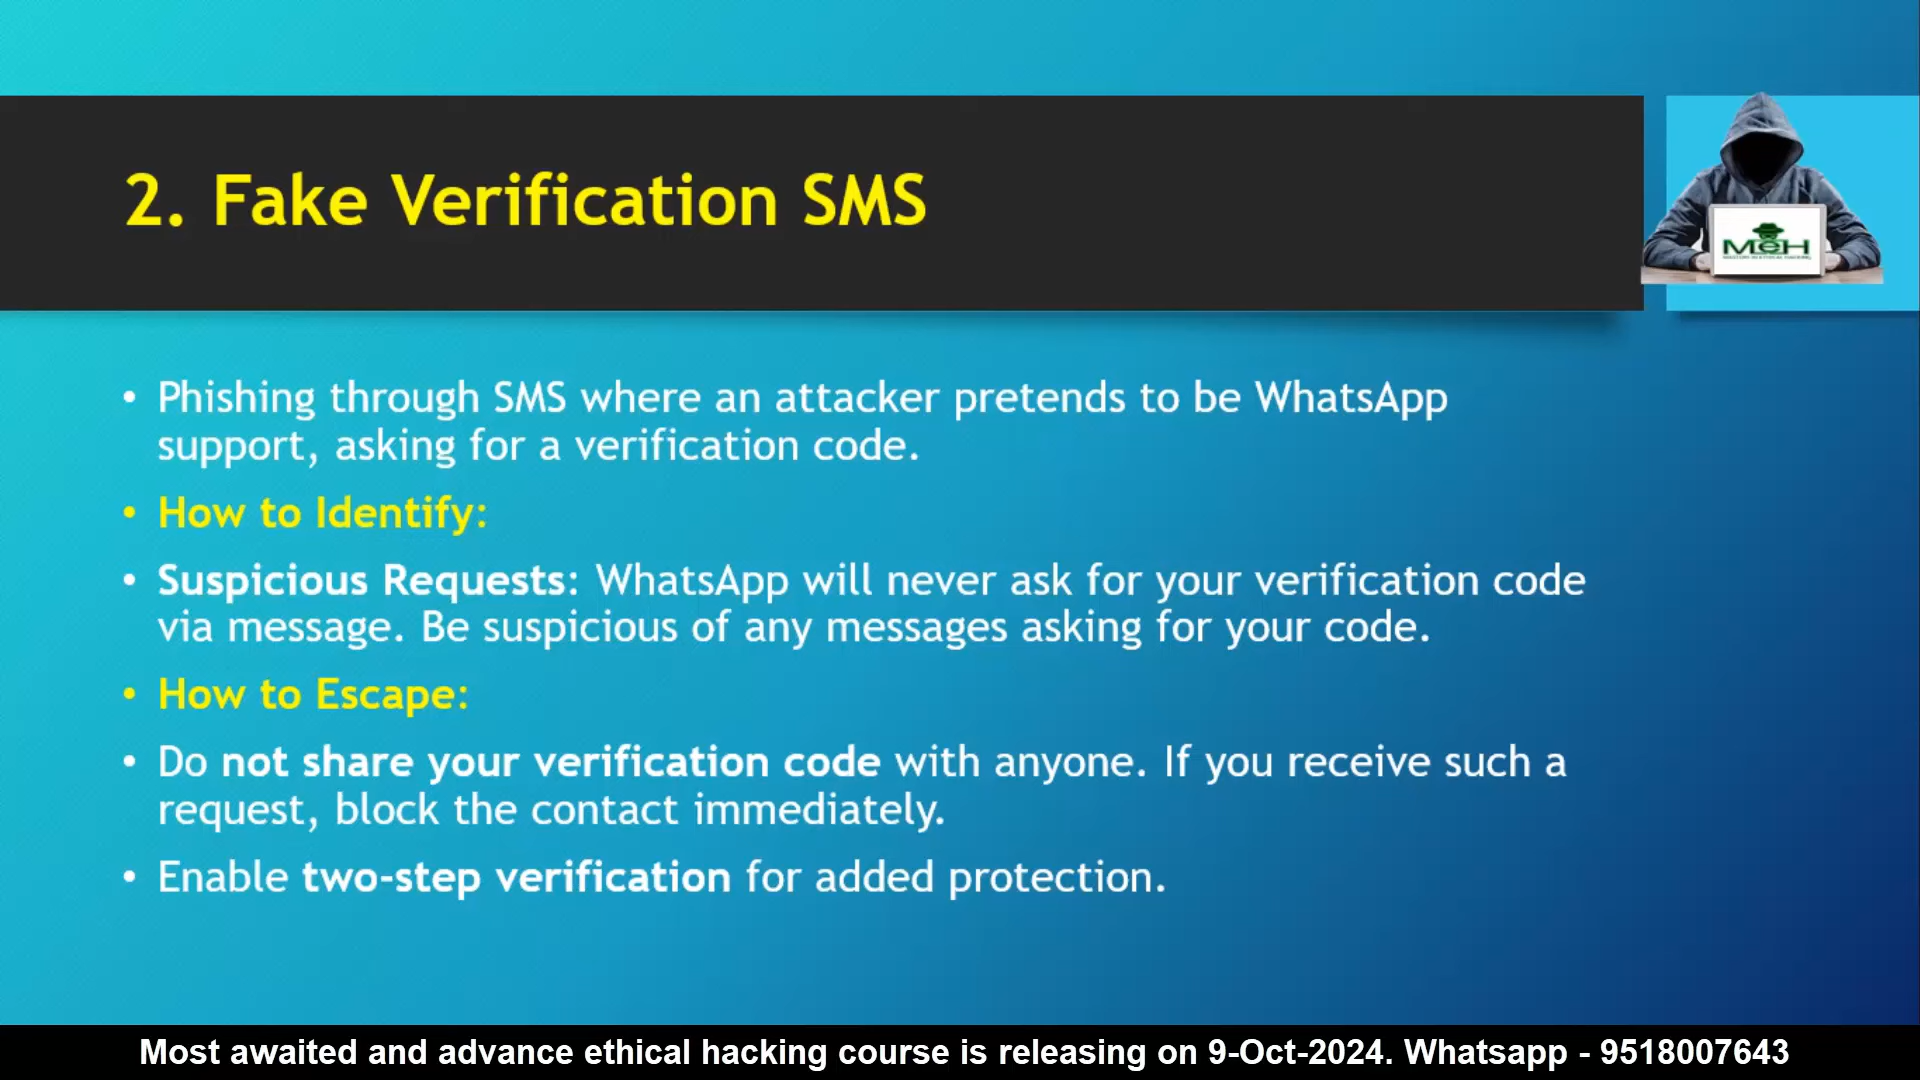 2. Fake Verification SMS
MeH
• Phishing through SMS where an attacker pretends to be WhatsApp
support, asking for a verification code.
• How to Identify:
• Suspicious Requests: WhatsApp will never ask for your verification code
via message. Be suspicious of any messages asking for your code.
• How to Escape:
• Do not share your verification code with anyone. If you receive such a
request, block the contact immediately.
• Enable two-step verification for added protection.
Most awaited and advance ethical hacking course is releasing on 9-Oct-2024. Whatsapp - 9518007643